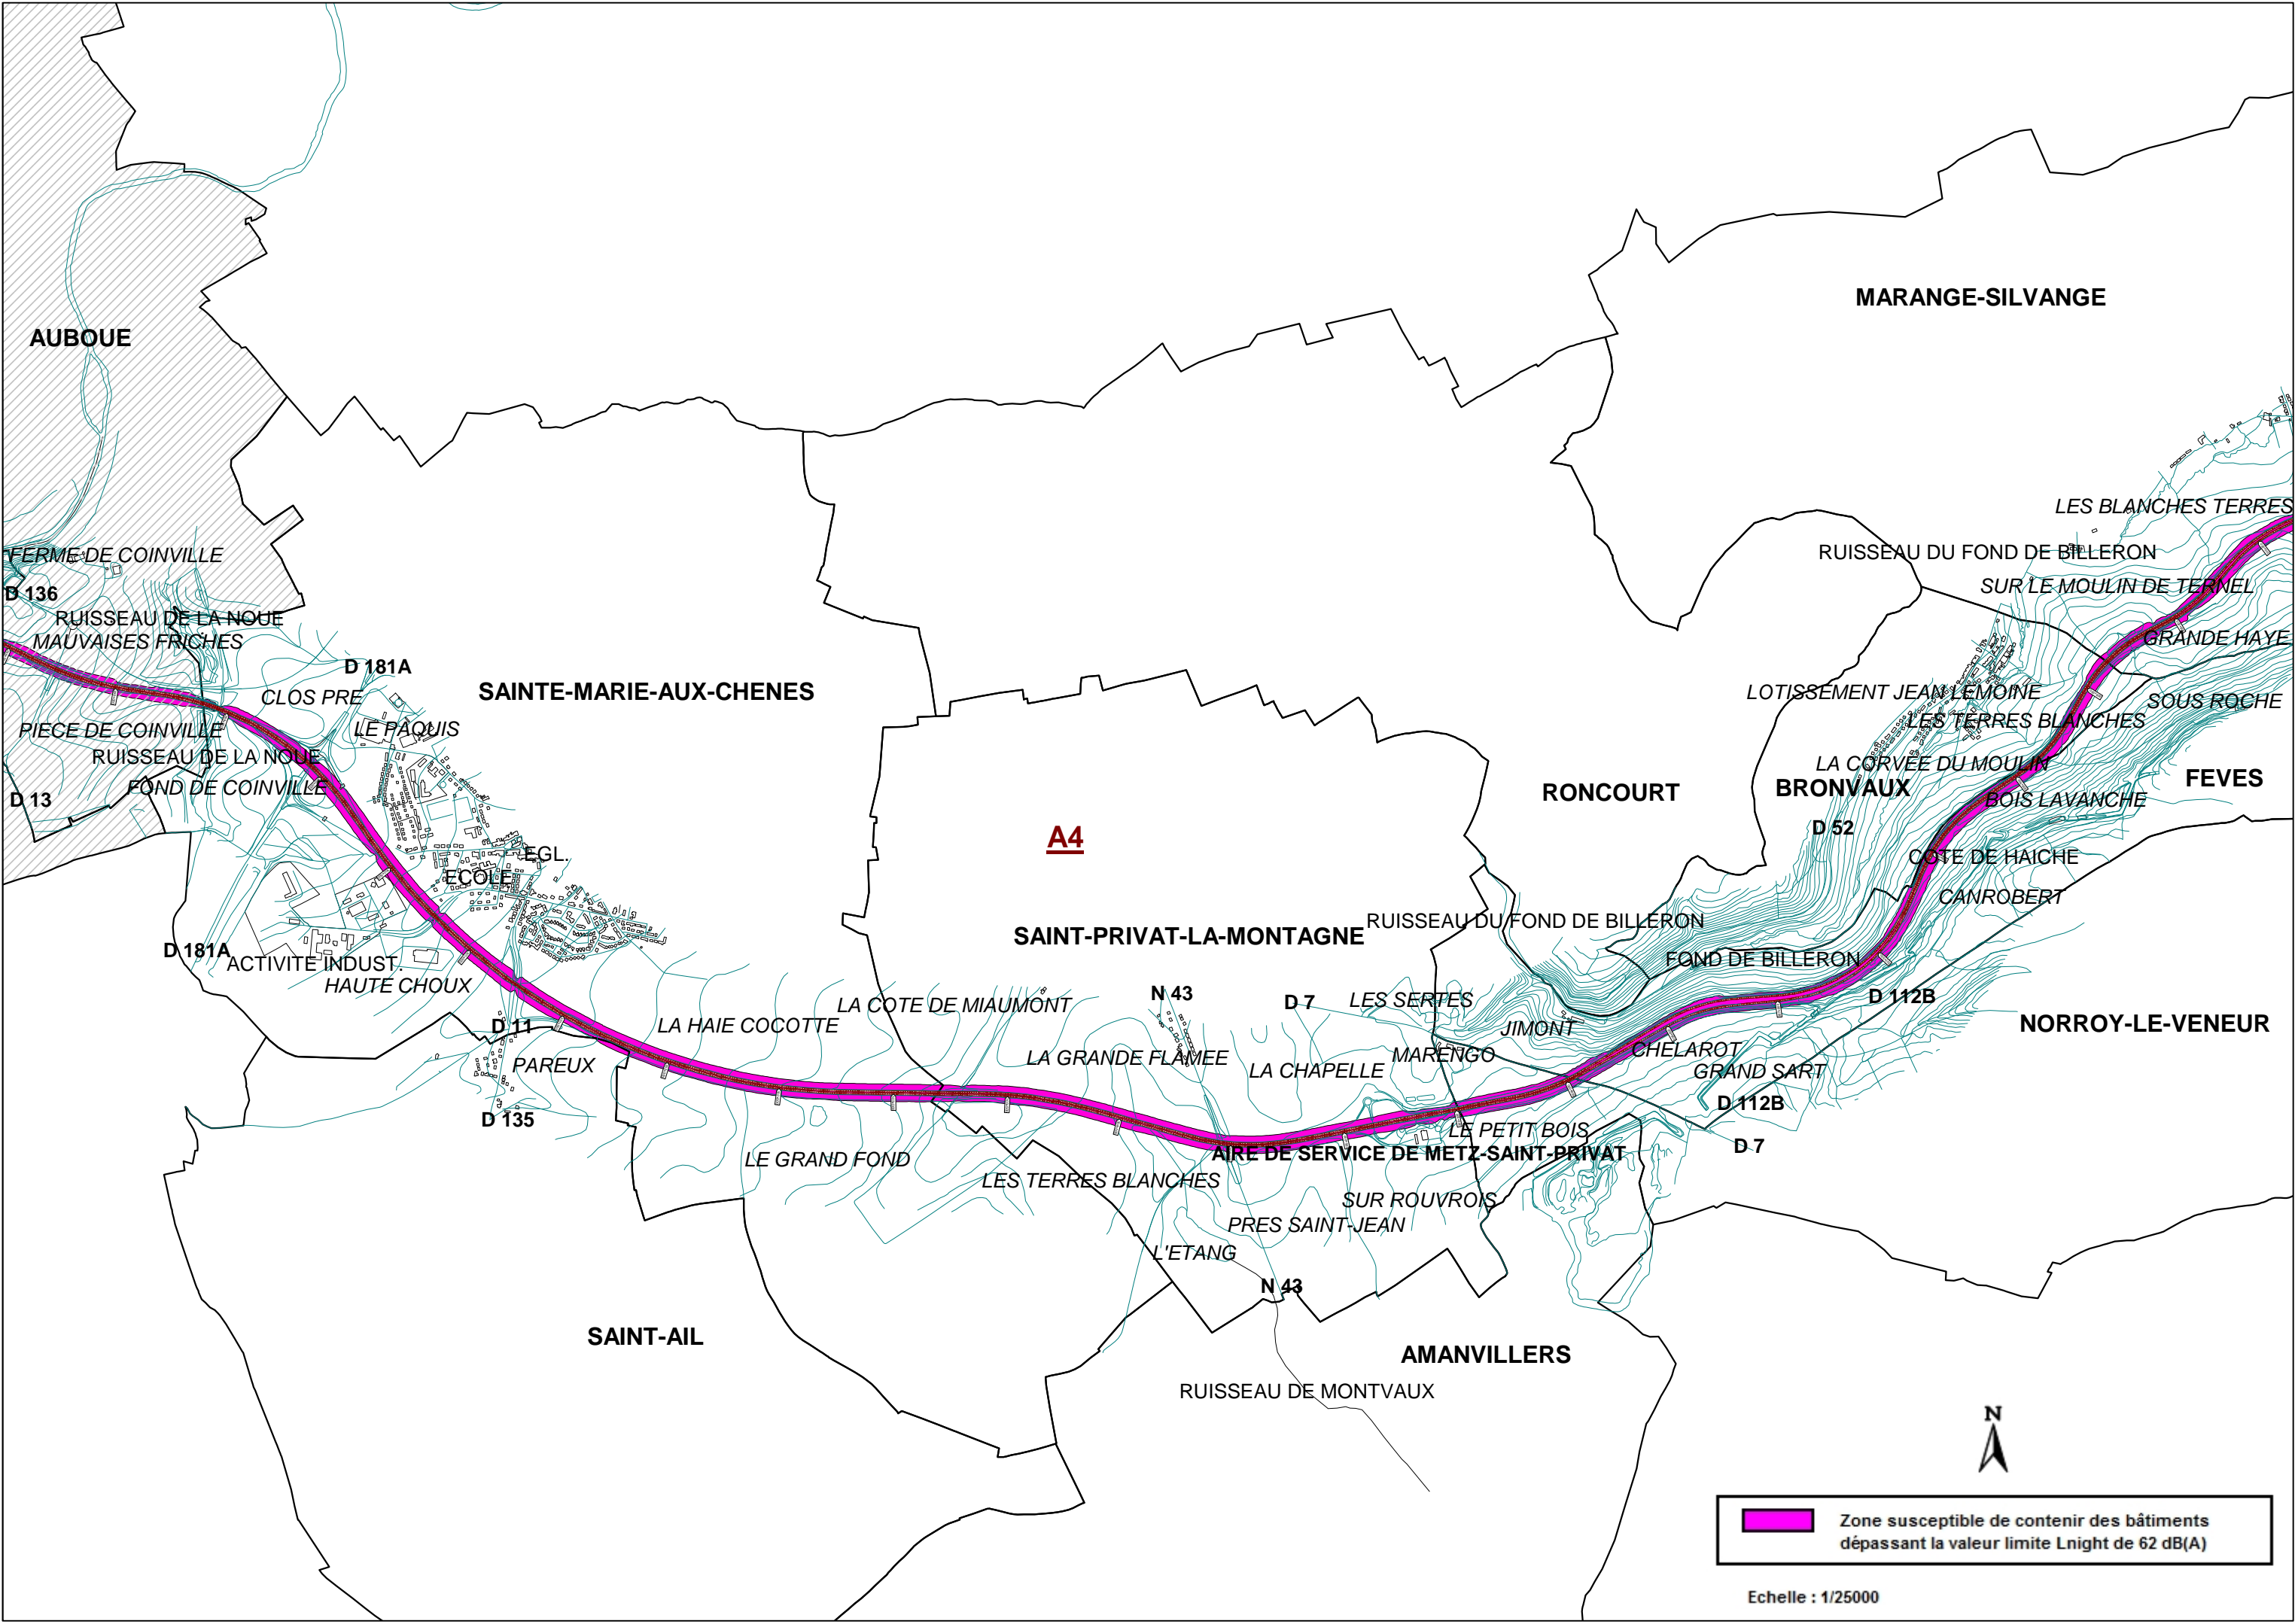 MARANGE-SILVANGE
AUBOUE
LES BLANCHES TERRES
FERME DE COINVILLE
RUISSEAU DU FOND DE BILLERON
D 136
SUR LE MOULIN DE TERNEL
RUISSEAU DE LA NOUE
MAUVAISES FRICHES
GRANDE HAYE
D 181A
CLOS PRE
SAINTE-MARIE-AUX-CHENES
LOTISSEMENT JEAN LEMOINE
SOUS ROCHE
PIECE DE COINVILLE
LE PAQUIS
LES TERRES BLANCHES
RUISSEAU DE LA NOUE
LA CORVEE DU MOULIN
FEVES
FOND DE COINVILLE
RONCOURT
BRONVAUX
D 13
BOIS LAVANCHE
A4
D 52
EGL.
COTE DE HAICHE
ECOLE
CANROBERT
RUISSEAU DU FOND DE BILLERON
SAINT-PRIVAT-LA-MONTAGNE
D 181A
ACTIVITE INDUST.
FOND DE BILLERON
HAUTE CHOUX
N 43
D 7
LES SERTES
D 112B
LA COTE DE MIAUMONT
D 11
LA HAIE COCOTTE
JIMONT
NORROY-LE-VENEUR
PAREUX
LA GRANDE FLAMEE
LA CHAPELLE
MARENGO
CHELAROT
GRAND SART
D 135
D 112B
LE PETIT BOIS
AIRE DE SERVICE DE METZ-SAINT-PRIVAT
D 7
LE GRAND FOND
LES TERRES BLANCHES
SUR ROUVROIS
PRES SAINT-JEAN
L'ETANG
N 43
SAINT-AIL
AMANVILLERS
RUISSEAU DE MONTVAUX
N
Zone susceptible de contenir des bâtiments
dépassant la valeur limite Lnight de 62 dB(A)
Echelle : 1/25000